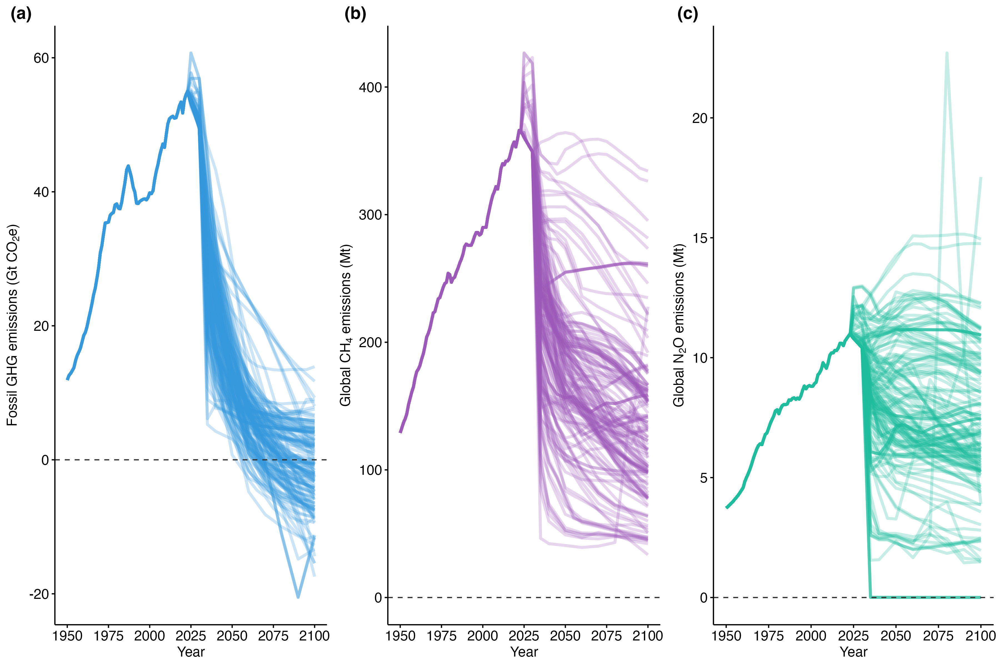 (a)
Fossil GHG emissions (Gt CO₂e)
60
40
20
0
-20
1950 1975 2000 2025 2050 2075 2100
Year
(b)
Global CH₄ emissions (Mt)
400
300
200
100
0
1950 1975 2000 2025 2050 2075 2100
Year
(c)
Global N₂O emissions (Mt)
20
15
10
5
0
1950 1975 2000 2025 2050 2075 2100
Year